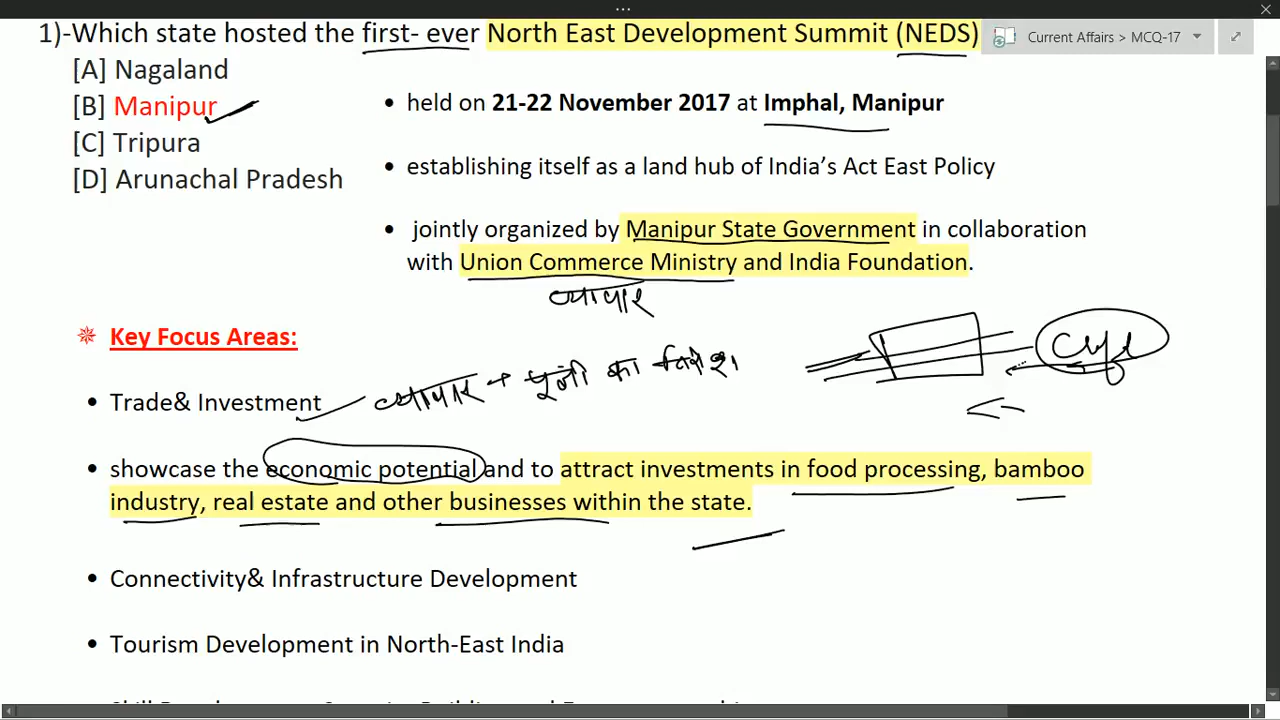 1)-Which state hosted the first- ever North East Development Summit (NEDS)
Current Affairs > MCQ-17
[A] Nagaland
[B] Manipur
[C] Tripura
[D] Arunachal Pradesh
• held on 21-22 November 2017 at Imphal, Manipur
• establishing itself as a land hub of India’s Act East Policy
• jointly organized by Manipur State Government in collaboration
with Union Commerce Ministry and India Foundation.
व्यापार
Key Focus Areas:
व्यापार → पूंजी का निवेश।
• Trade& Investment
• showcase the economic potential and to attract investments in food processing, bamboo
industry, real estate and other businesses within the state.
• Connectivity& Infrastructure Development
• Tourism Development in North-East India